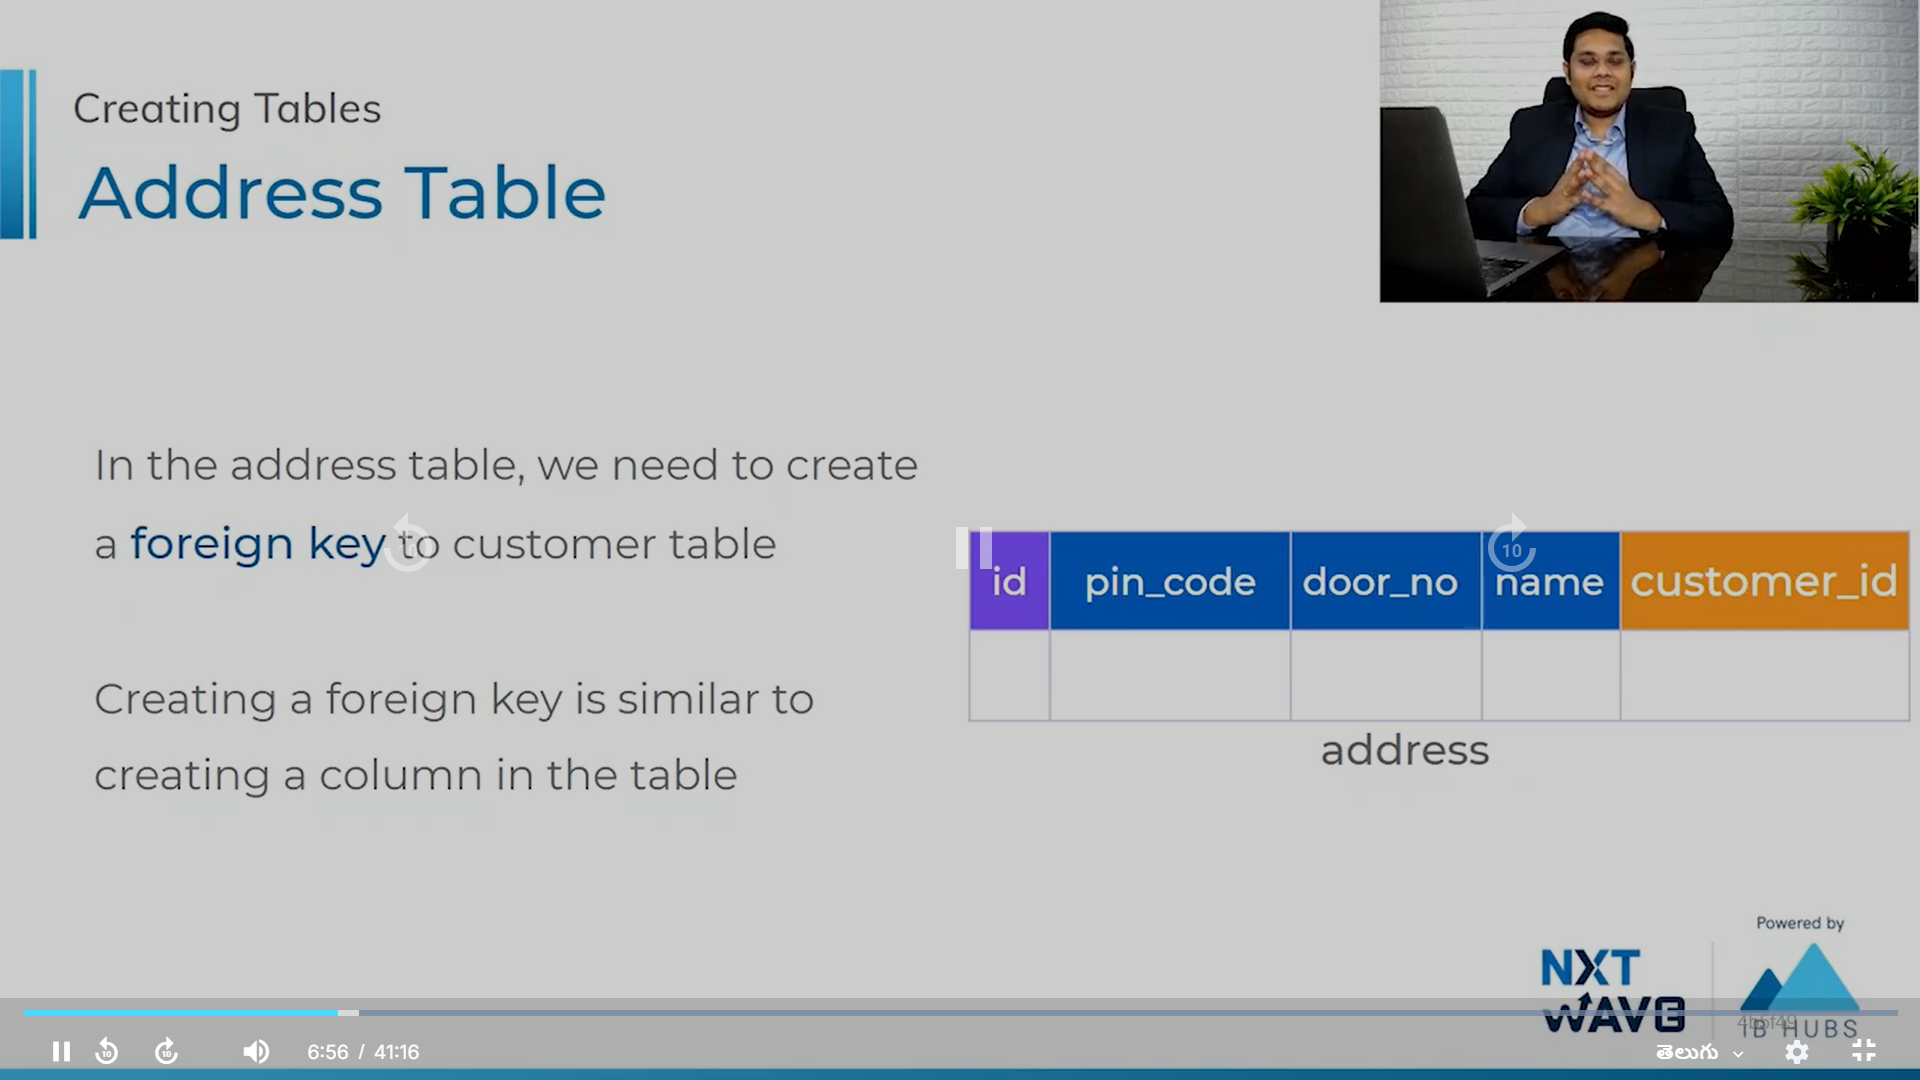 Creating Tables
Address Table
In the address table, we need to create
a foreign key to customer table
Creating a foreign key is similar to
creating a column in the table
id pin_code door_no name customer_id
address
10
Powered by
NXT
WAVE
IB HUBS
10 10 6:56 / 41:16 తెలుగు